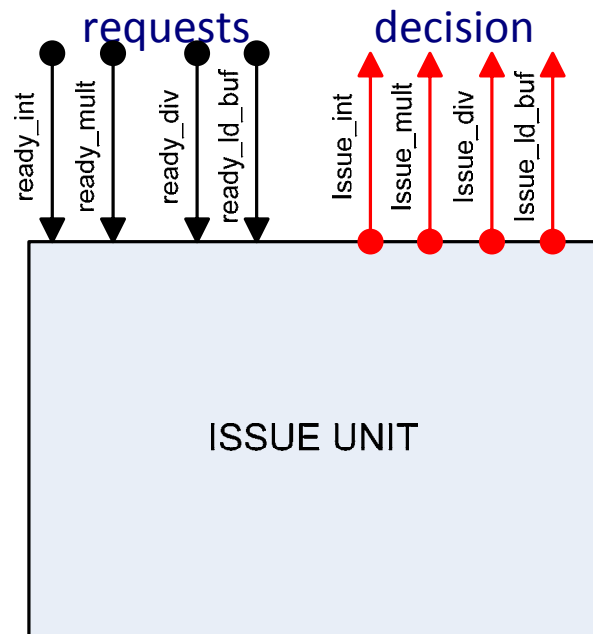 requests
decision
ready_int
ready_mult
ready_div
ready_ld_buf
Issue_int
Issue_mult
Issue_div
Issue_ld_buf
ISSUE UNIT